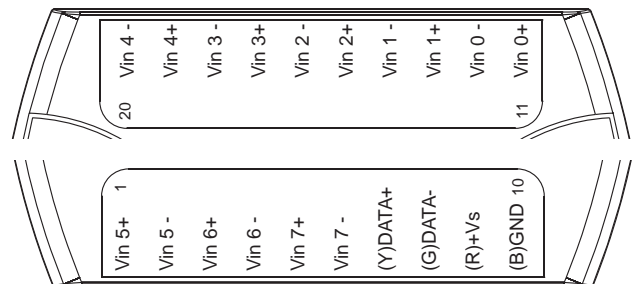 Vin 4 -
Vin 4+
Vin 3 -
Vin 3+
Vin 2 -
Vin 2+
Vin 1 -
Vin 1+
Vin 0 -
Vin 0+
20
11
1
10
Vin 5+
Vin 5 -
Vin 6+
Vin 6 -
Vin 7+
Vin 7 -
(Y)DATA+
(G)DATA-
(R)+Vs
(B)GND